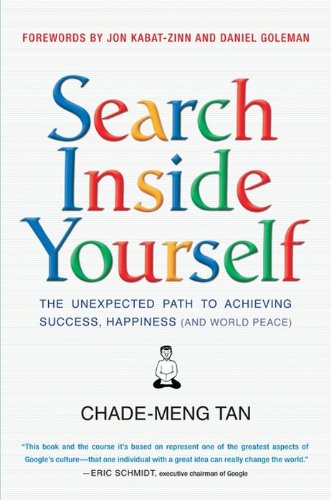 FOREWORDS BY JON KABAT-ZINN AND DANIEL GOLEMAN
Search
Inside
Yourself
THE UNEXPECTED PATH TO ACHIEVING
SUCCESS, HAPPINESS (AND WORLD PEACE)
CHADE-MENG TAN
"This book and the course it's based on represent one of the greatest aspects of
Google's culture—that one individual with a great idea can really change the world."
—ERIC SCHMIDT, executive chairman of Google